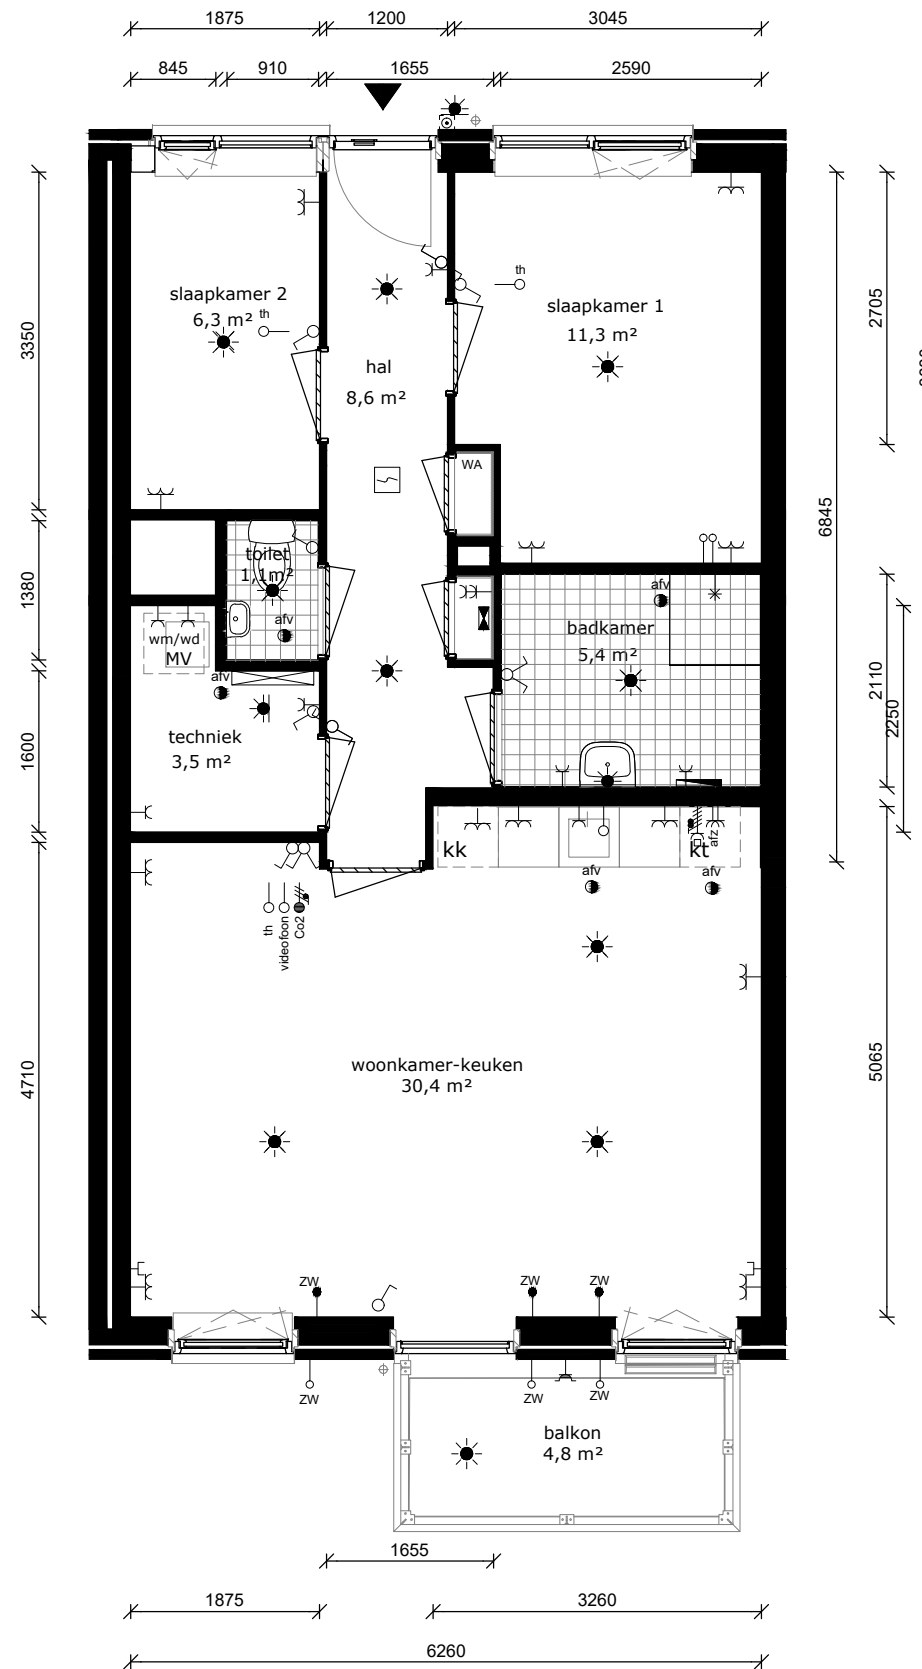 1875 1200 3045
845 910 1655 2590
slaapkamer 2
6,3 m²
th
th
slaapkamer 1
11,3 m²
hal
8,6 m²
3350
2705
6845
WA
toilet
1,1m²
afv
1380
afv
badkamer
5,4 m²
wm/wd
MV
afv
techniek
3,5 m²
1600
2110
2250
kk
kt
afz
afv
afv
th
videofoon
Co2
woonkamer-keuken
30,4 m²
4710
5065
ZW
ZW
ZW
ZW
ZW
ZW
balkon
4,8 m²
1655
1875 3260
6260